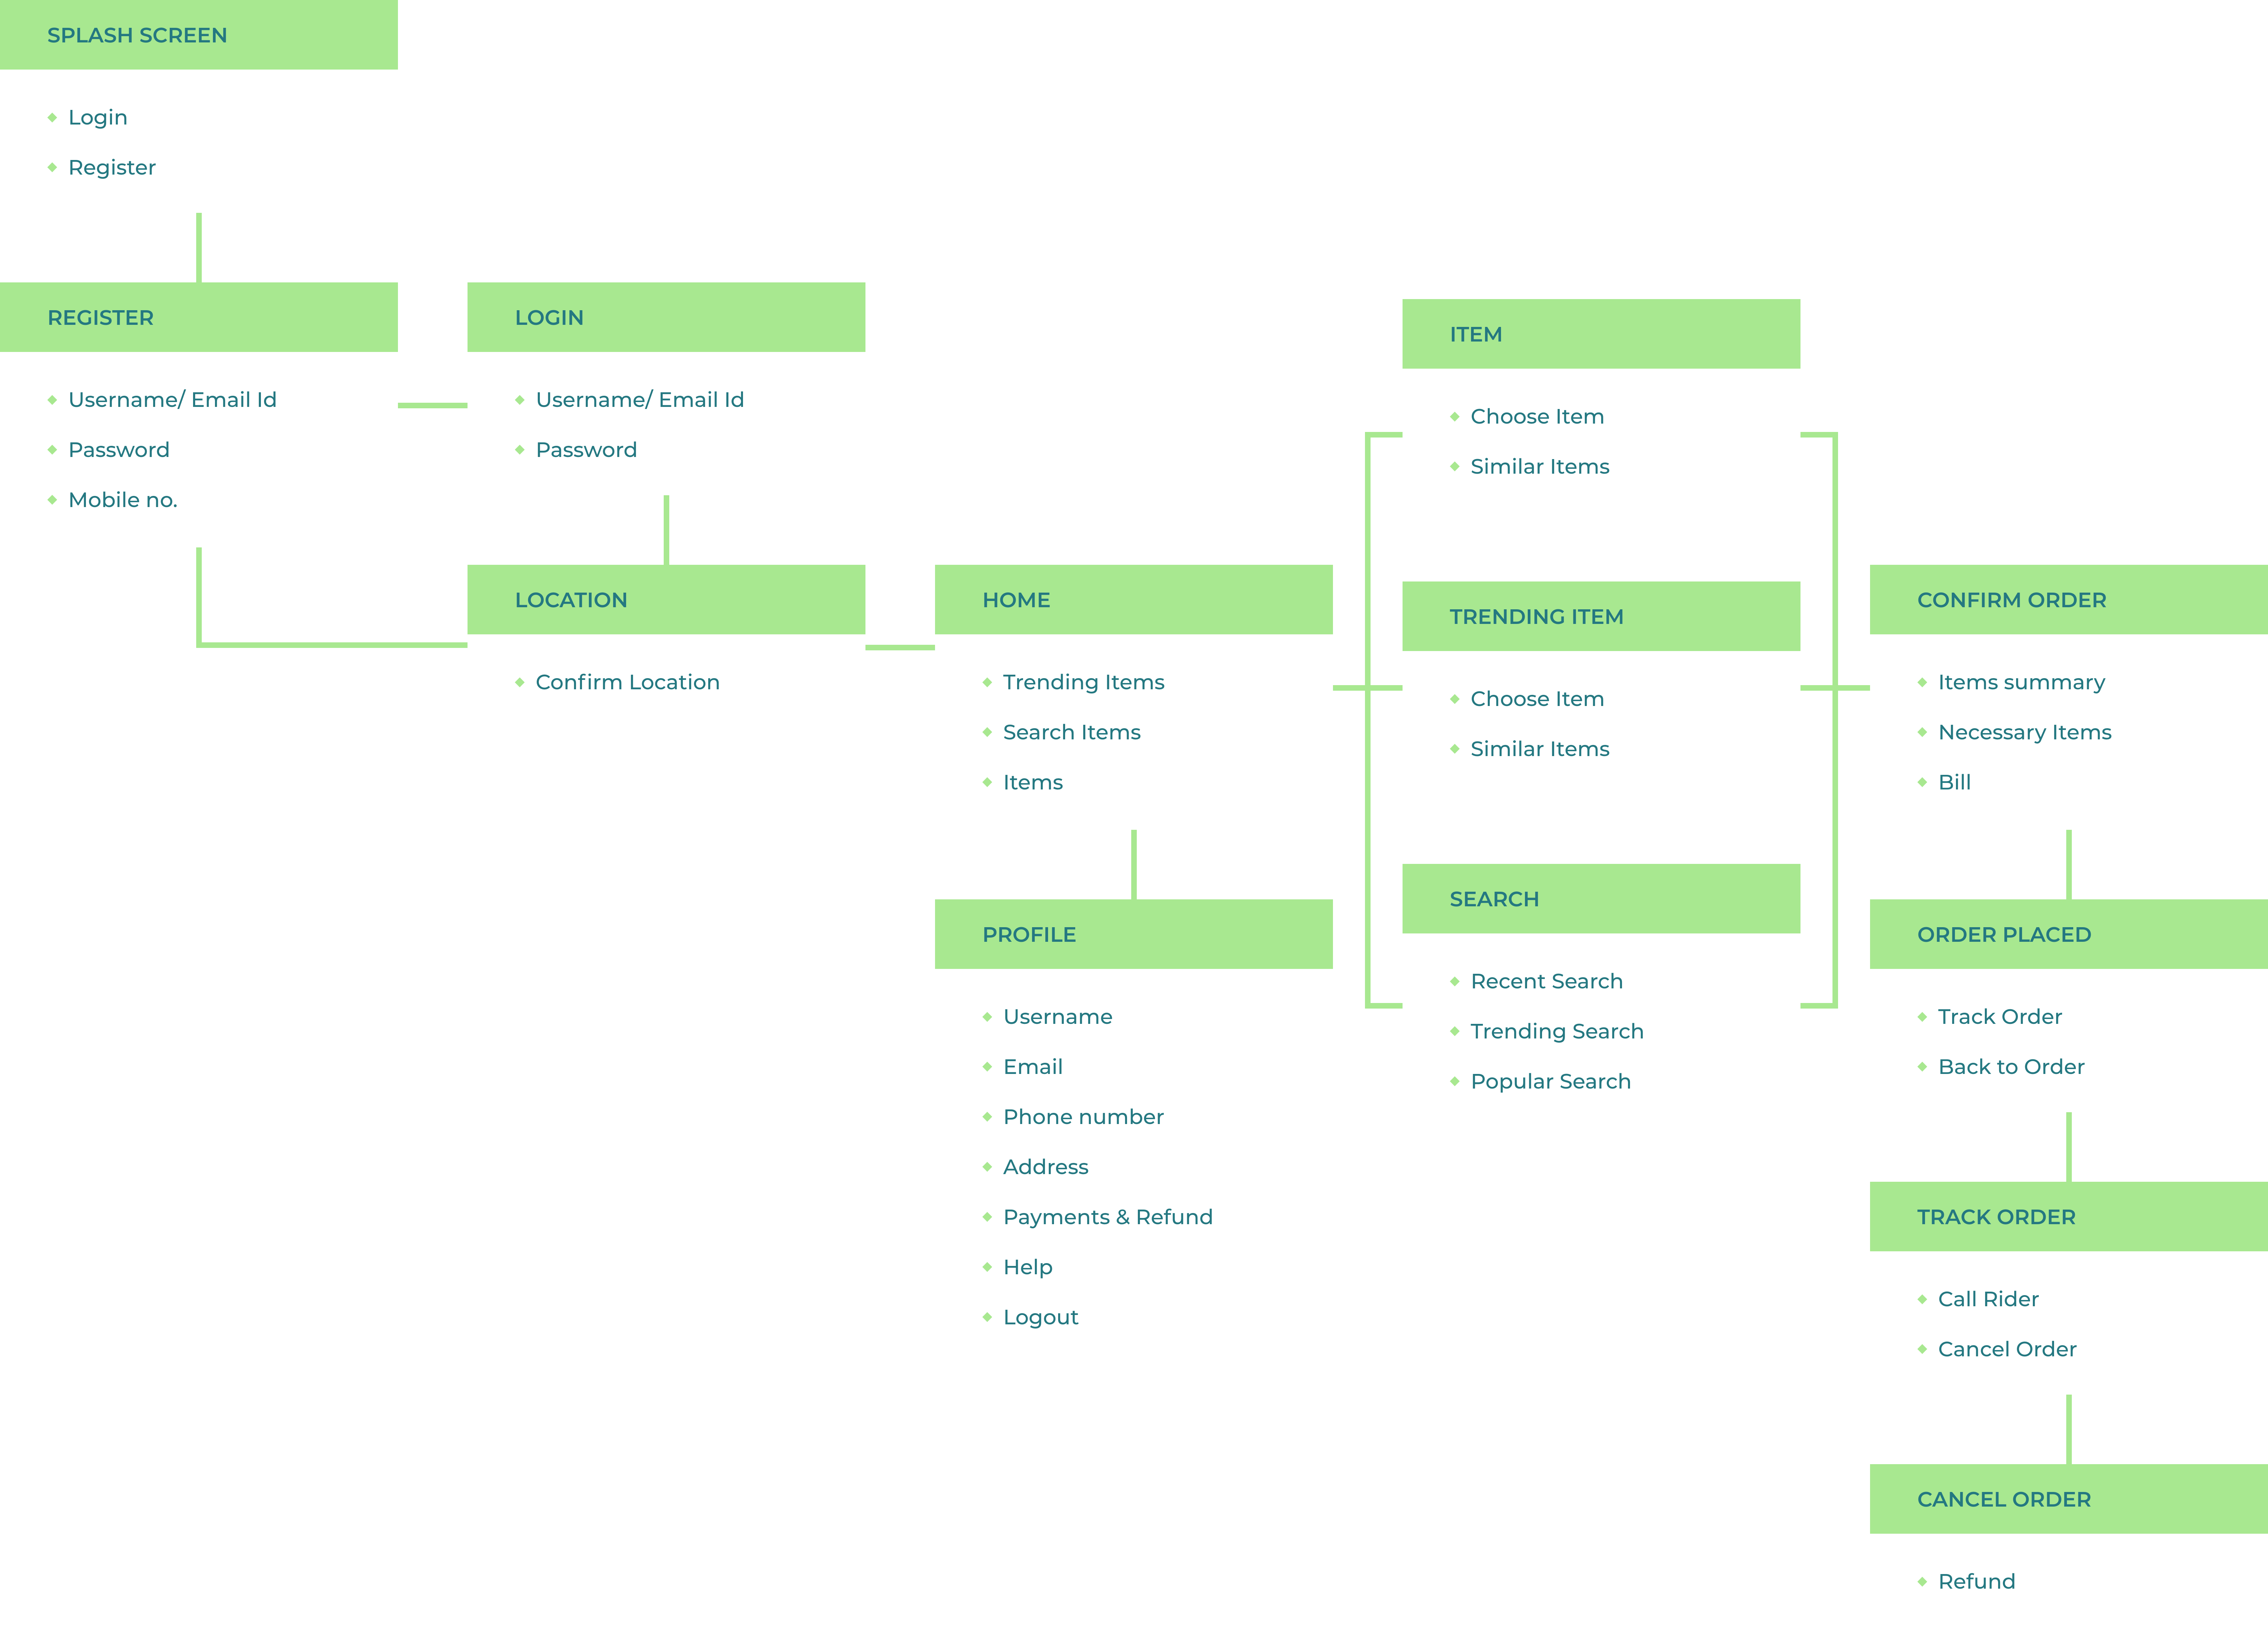 SPLASH SCREEN
Login
Register
REGISTER
Username/ Email Id
Password
Mobile no.
LOGIN
Username/ Email Id
Password
LOCATION
Confirm Location
HOME
Trending Items
Search Items
Items
PROFILE
Username
Email
Phone number
Address
Payments & Refund
Help
Logout
ITEM
Choose Item
Similar Items
TRENDING ITEM
Choose Item
Similar Items
SEARCH
Recent Search
Trending Search
Popular Search
CONFIRM ORDER
Items summary
Necessary Items
Bill
ORDER PLACED
Track Order
Back to Order
TRACK ORDER
Call Rider
Cancel Order
CANCEL ORDER
Refund